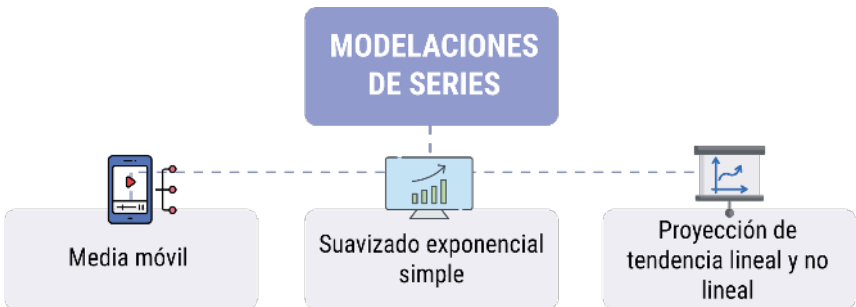 MODELACIONES
DE SERIES
Media móvil
Suavizado exponencial
simple
Proyección de
tendencia lineal y no
lineal